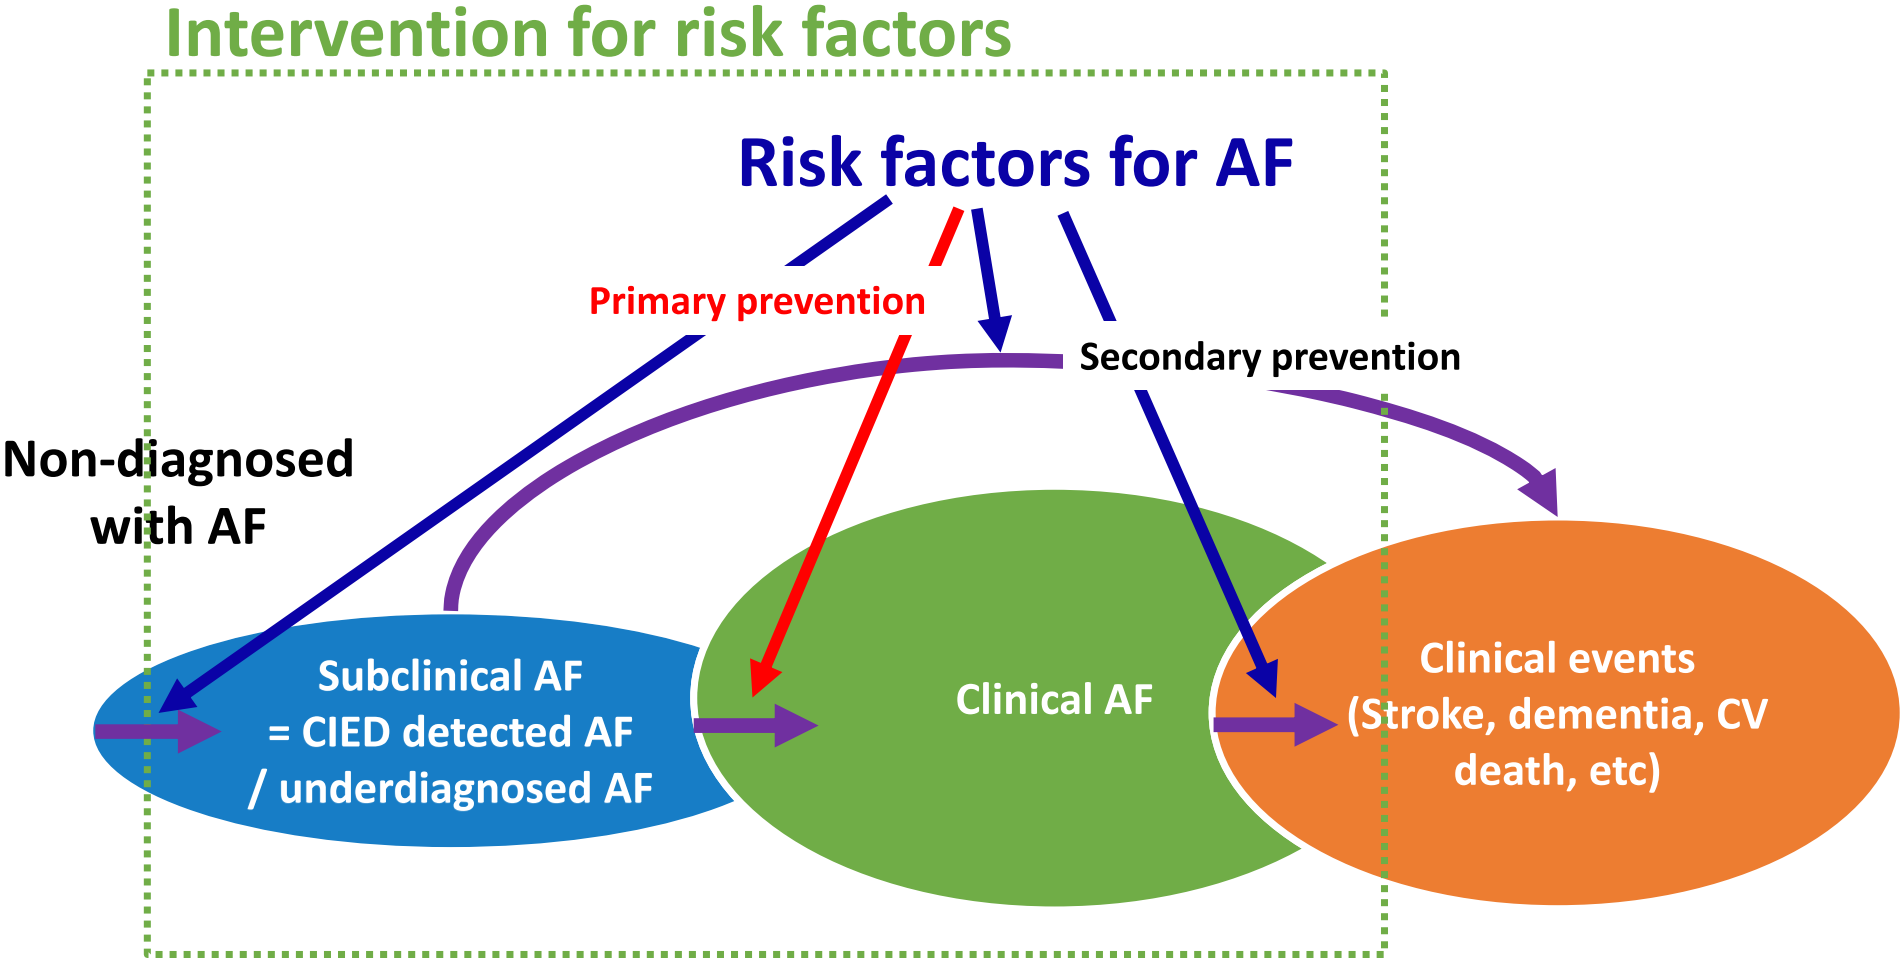 Intervention for risk factors
Risk factors for AF
Primary prevention
Secondary prevention
Non-diagnosed
with AF
Subclinical AF
= CIED detected AF
/ underdiagnosed AF
Clinical AF
Clinical events
(Stroke, dementia, CV
death, etc)